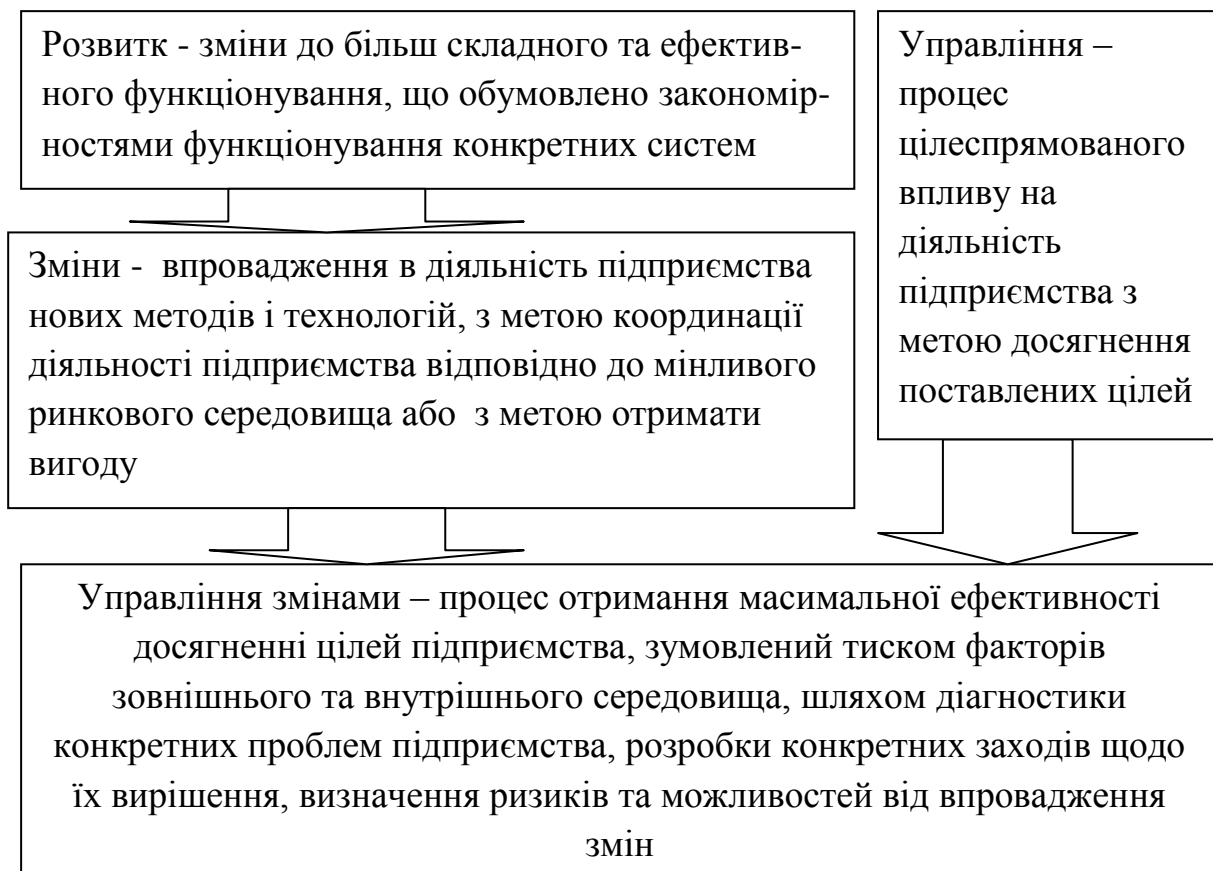 Розвитк - зміни до більш складного та ефектив-
ного функціонування, що обумовлено закономір-
ностями функціонування конкретних систем
Управління –
процес
цілеспрямованого
впливу на
діяльність
підприємства з
метою досягнення
поставлених цілей
Зміни - впровадження в діяльність підприємства
нових методів і технологій, з метою координації
діяльності підприємства відповідно до мінливого
ринкового середовища або з метою отримати
вигоду
Управління змінами – процес отримання масимальної ефективності
досягненні цілей підприємства, зумовлений тиском факторів
зовнішнього та внутрішнього середовища, шляхом діагностики
конкретних проблем підприємства, розробки конкретних заходів щодо
їх вирішення, визначення ризиків та можливостей від впровадження
змін